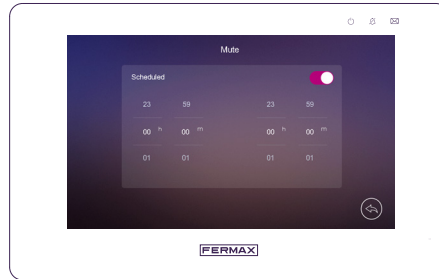 Mute
Scheduled
23 59 23 59
00 h 00 m 00 h 00 m
01 01 01 01
FERMAX